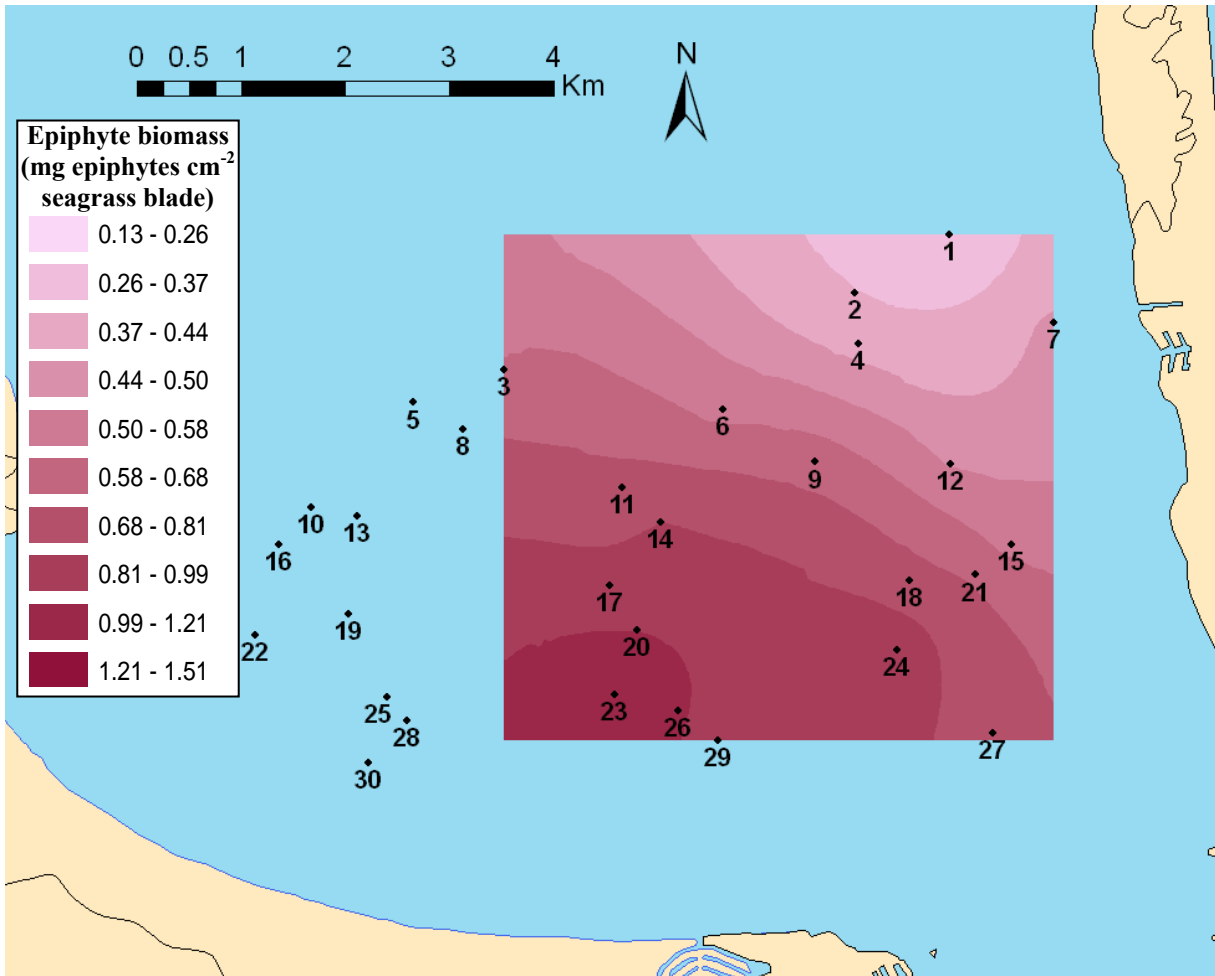 0 0.5 1 2 3 4
Km
N
Epiphyte biomass
(mg epiphytes cm-2
seagrass blade)
0.13 - 0.26
0.26 - 0.37
0.37 - 0.44
0.44 - 0.50
0.50 - 0.58
0.58 - 0.68
0.68 - 0.81
0.81 - 0.99
0.99 - 1.21
1.21 - 1.51
1
2
7
4
3
5
6
8
9
12
11
10
13
14
15
16
21
18
17
19
20
22
24
23
25
26
28
27
29
30